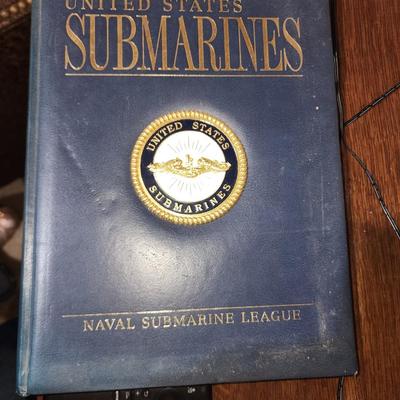 UNITED STATES
SUBMARINES
UNITED STATES
SUBMARINES
NAVAL SUBMARINE LEAGUE